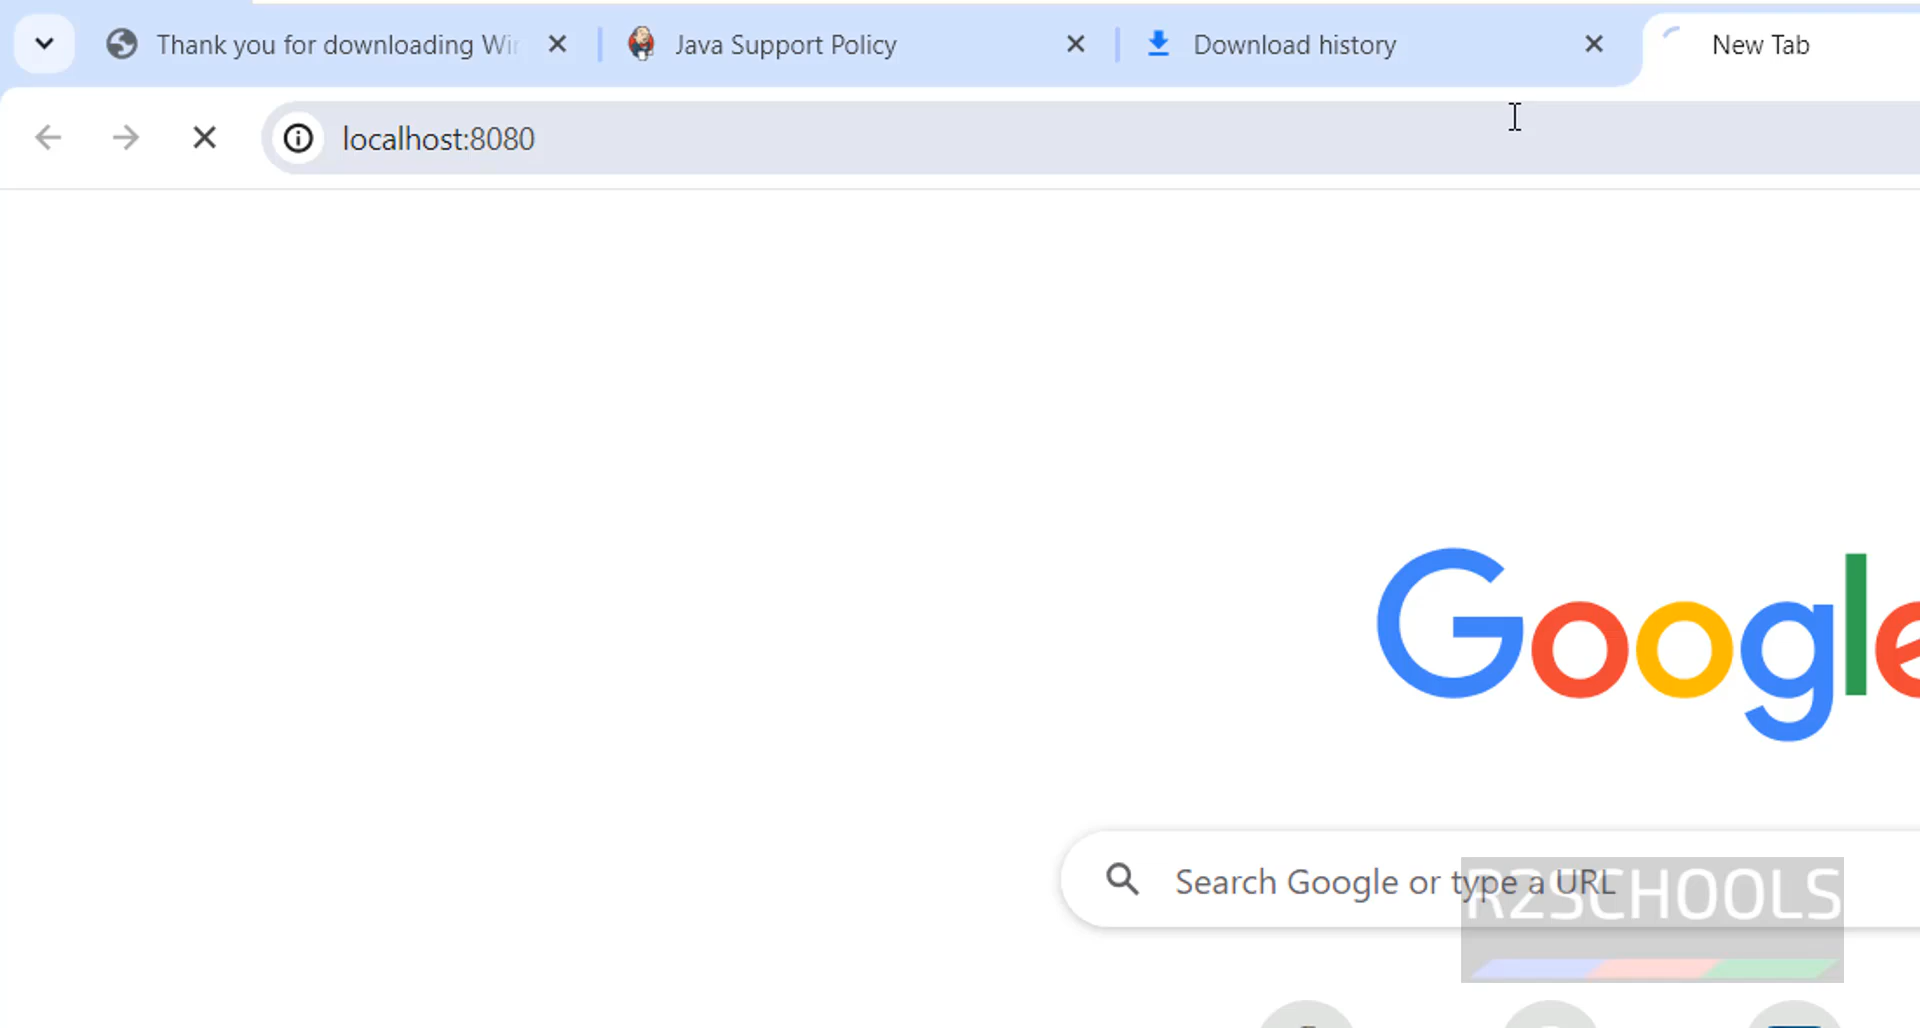 Thank you for downloading Wi
Java Support Policy
Download history
New Tab
localhost:8080
Google
Search Google or type a URL
R2SCHOOLS